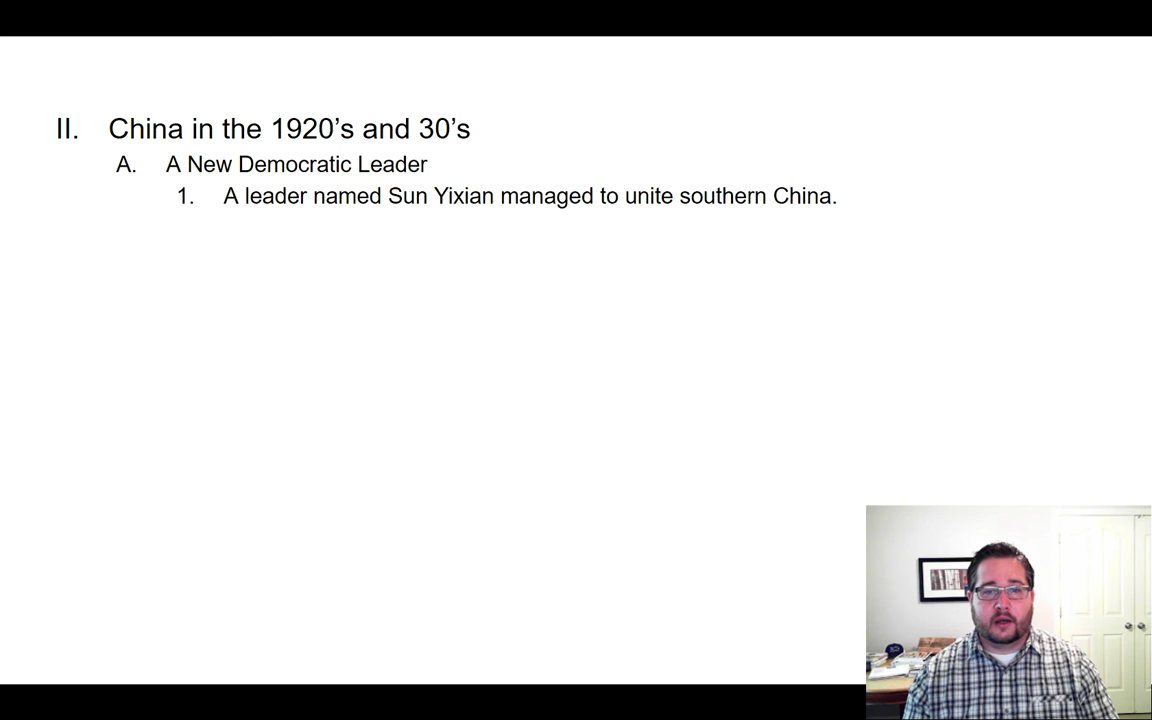 II. China in the 1920’s and 30’s
A. A New Democratic Leader
1. A leader named Sun Yixian managed to unite southern China.